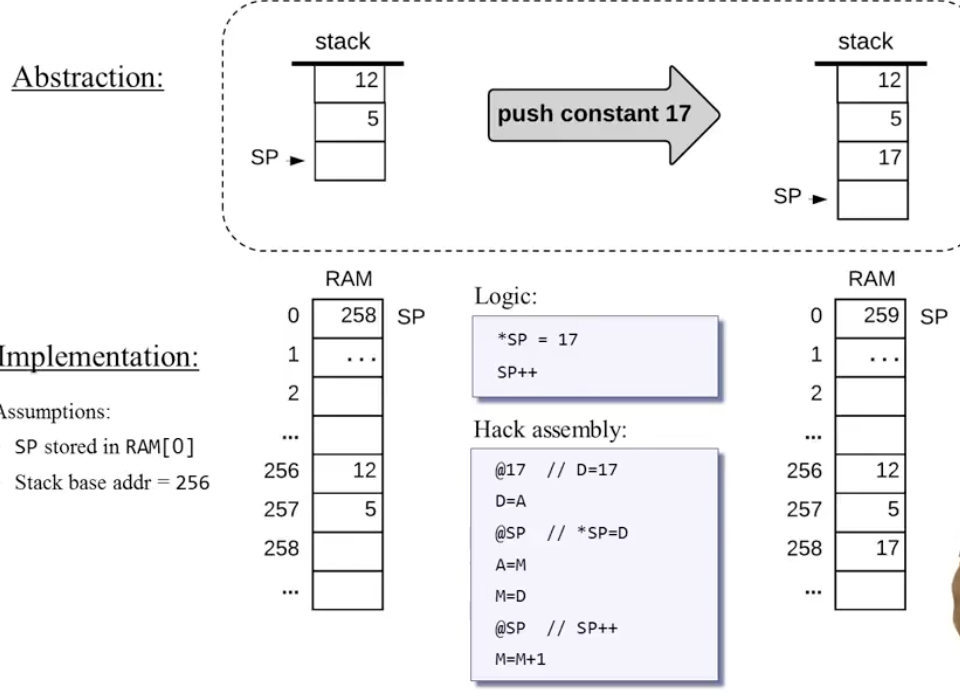 Abstraction:
stack
12
5
SP
push constant 17
stack
12
5
17
SP
Implementation:
Assumptions:
SP stored in RAM[0]
Stack base addr = 256
RAM
0 258 SP
1 ...
2
...
256 12
257 5
258
...
Logic:
*SP = 17
SP++
Hack assembly:
@17 // D=17
D=A
@SP // *SP=D
A=M
M=D
@SP // SP++
M=M+1
RAM
0 259 SP
1 ...
2
...
256 12
257 5
258 17
...